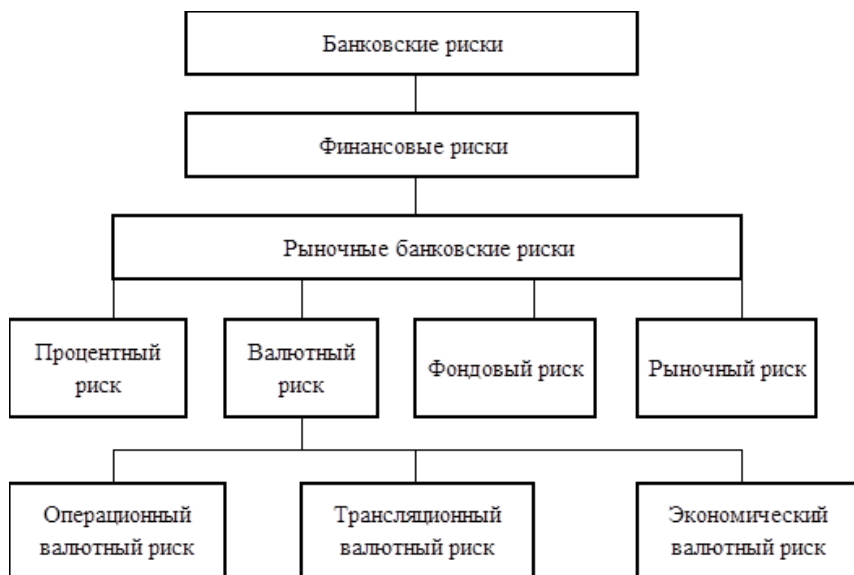 Банковские риски
Финансовые риски
Рыночные банковские риски
Процентный
риск
Валютный
риск
Фондовый риск
Рыночный риск
Операционный
валютный риск
Трансляционный
валютный риск
Экономический
валютный риск